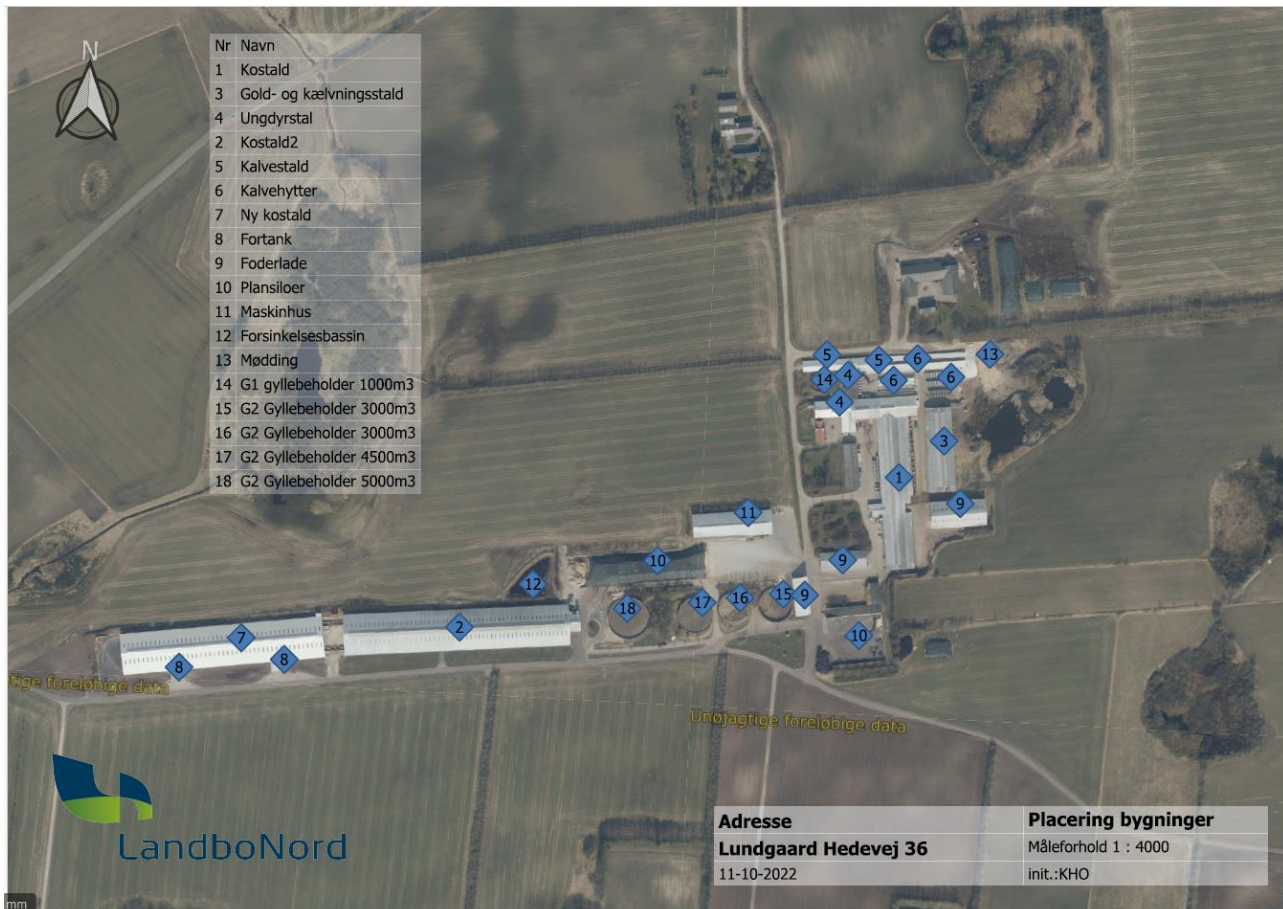 N
Nr Navn
1 Kostald
3 Gold- og kælvningsstald
4 Ungdyrstal
2 Kostald2
5 Kalvestald
6 Kalvehytter
7 Ny kostald
8 Fortank
9 Foderlade
10 Plansiloer
11 Maskinhus
12 Forsinkelsesbassin
13 Mødding
14 G1 gyllebeholder 1000m3
15 G2 Gyllebeholder 3000m3
16 G2 Gyllebeholder 3000m3
17 G2 Gyllebeholder 4500m3
18 G2 Gyllebeholder 5000m3
5
5
6
13
14
4
6
6
4
3
1
9
11
10
9
12
18
17
16
15
9
2
7
10
8
8
tige foreløbige data
Unøjagtige foreløbige data
LandboNord
Adresse
Lundgaard Hedevej 36
11-10-2022
Placering bygninger
Måleforhold 1 : 4000
init.:KHO
mm